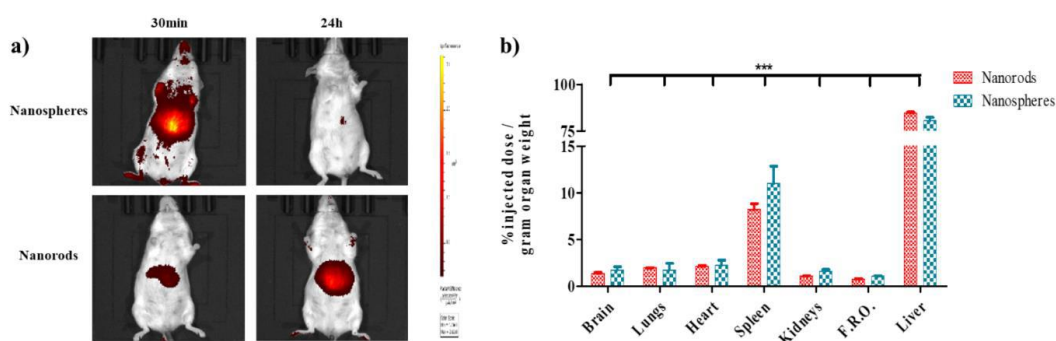 a)
30min
24h
Nanospheres
Nanorods
b)
***
Nanorods
Nanospheres
% injected dose /
gram organ weight
100
75
15
10
5
0
Brain
Lungs
Heart
Spleen
Kidneys
F.R.O.
Liver